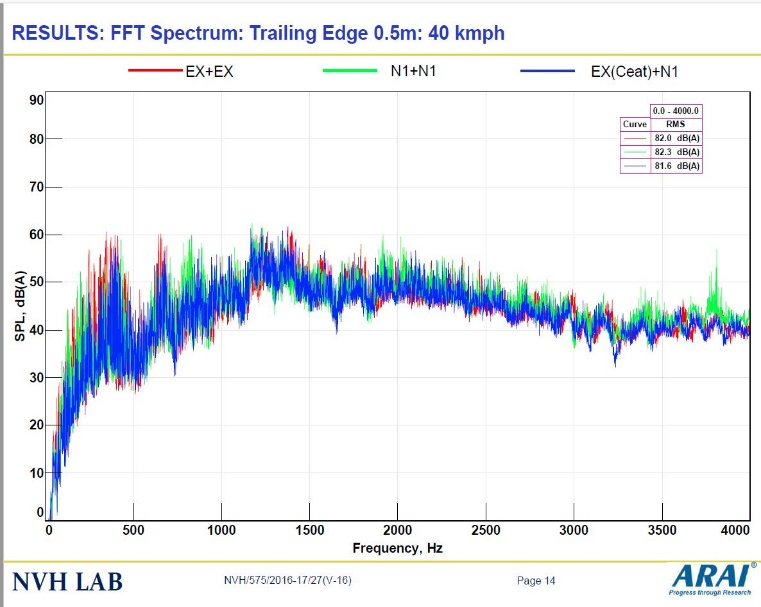 RESULTS: FFT Spectrum: Trailing Edge 0.5m: 40 kmph
EX+EX
N1+N1
EX(Ceat)+N1
0.0 - 4000.0
Curve RMS
82.0 dB(A)
82.3 dB(A)
81.6 dB(A)
90
80
70
60
50
40
30
20
10
0
SPL, dB(A)
0 500 1000 1500 2000 2500 3000 3500 4000
Frequency, Hz
NVH LAB
NVH/575/2016-17/27(V-16)
Page 14
ARAI®
Progress through Research